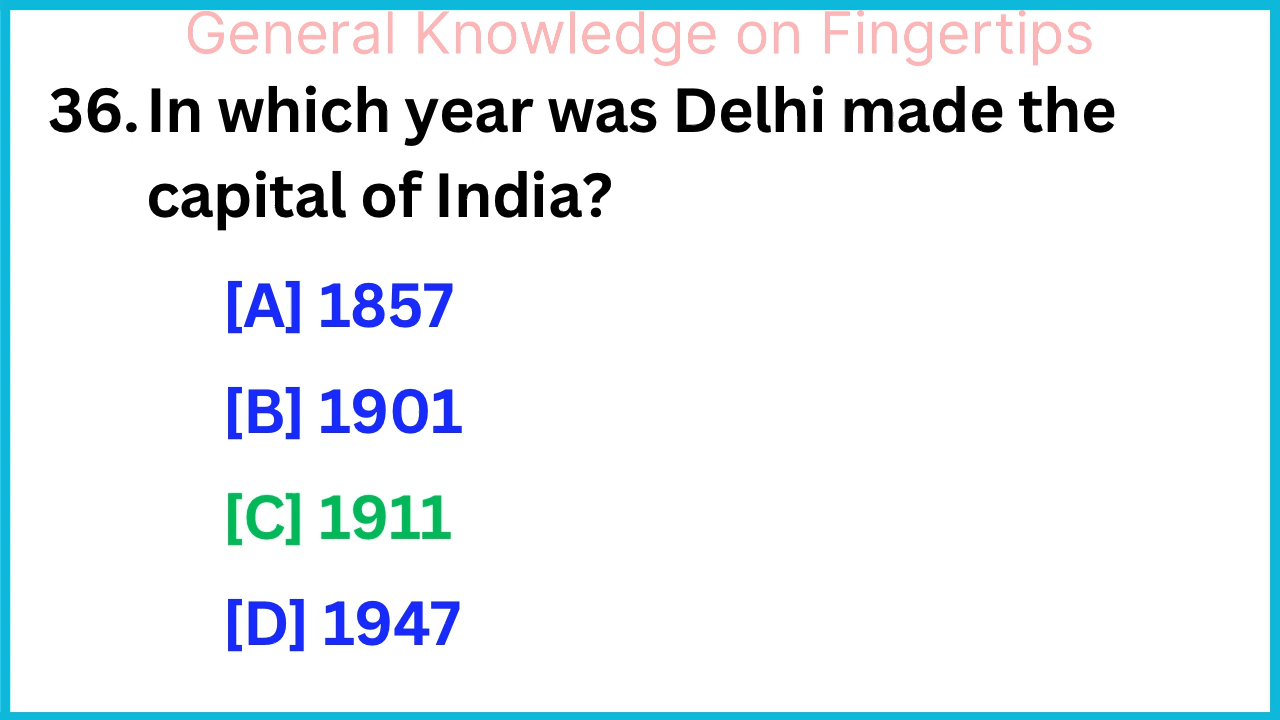 General Knowledge on Fingertips
36. In which year was Delhi made the
capital of India?
[A] 1857
[B] 1901
[C] 1911
[D] 1947